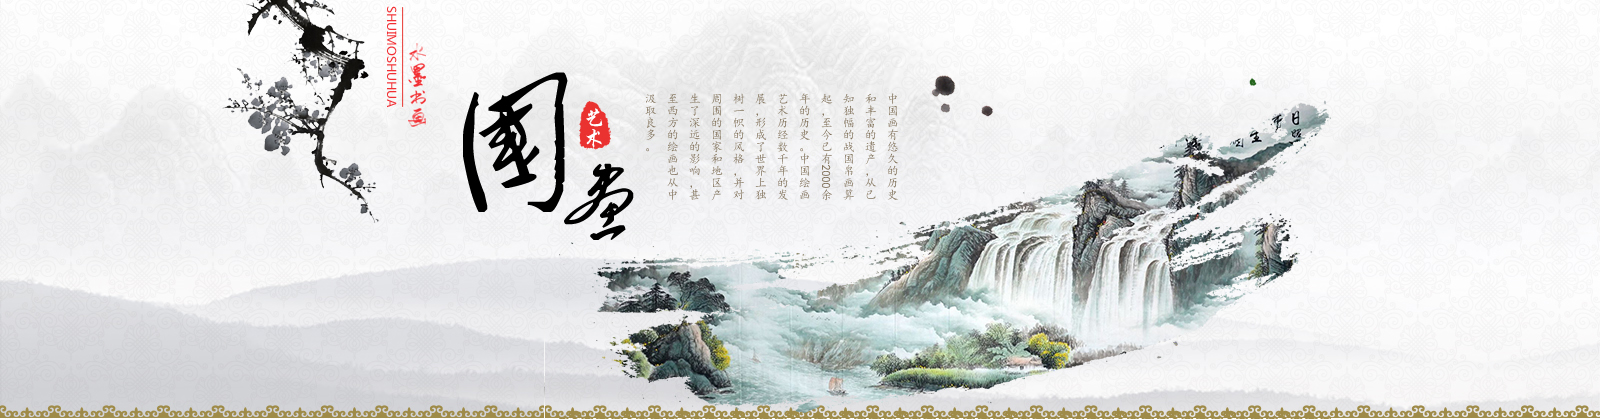 SHUIMOSHUHUA
水墨书画
國画
艺术
中国画有悠久的历史
和丰富的遗产,从已
知独幅的战国帛画算
起,至今已有2000余
年的历史。中国绘画
艺术历经数千年的发
展,形成了世界上独
树一帜的风格,并对
周围的国家和地区产
生了深远的影响,甚
至西方的绘画也从中
汲取良多。